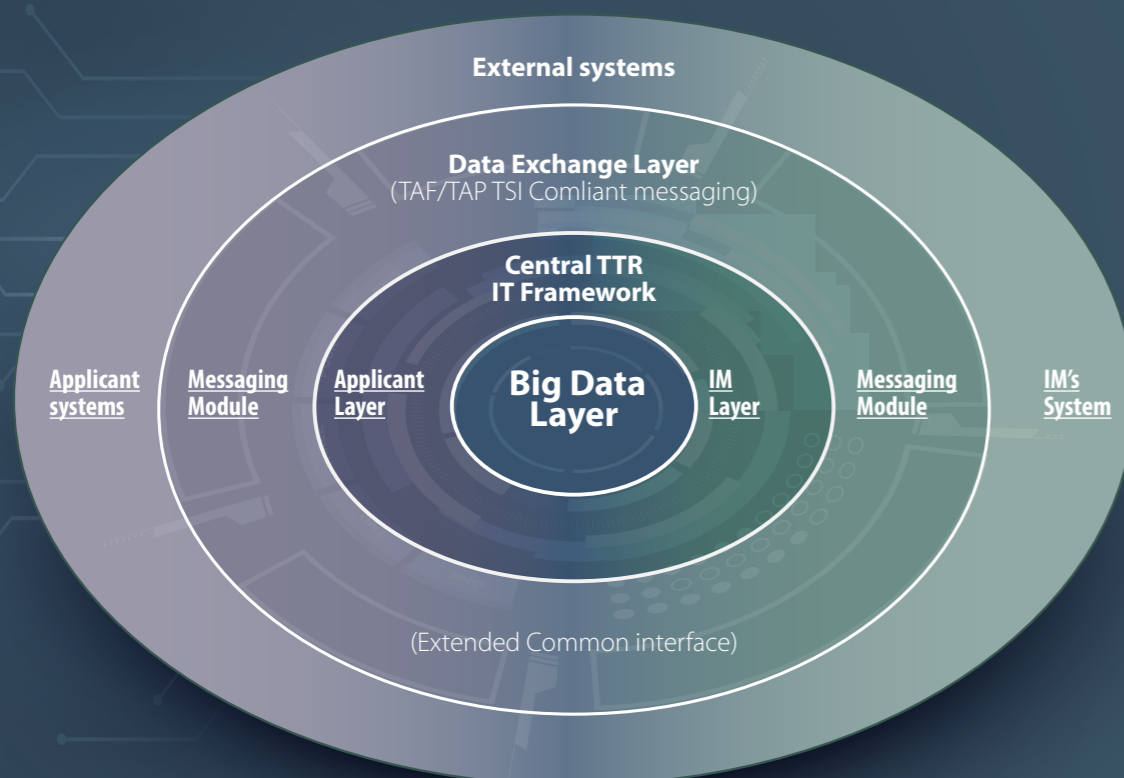 External systems
Data Exchange Layer
(TAF/TAP TSI Comliant messaging)
Central TTR
IT Framework
Applicant
systems
Messaging
Module
Applicant
Layer
Big Data
Layer
IM
Layer
Messaging
Module
IM's
System
(Extended Common interface)